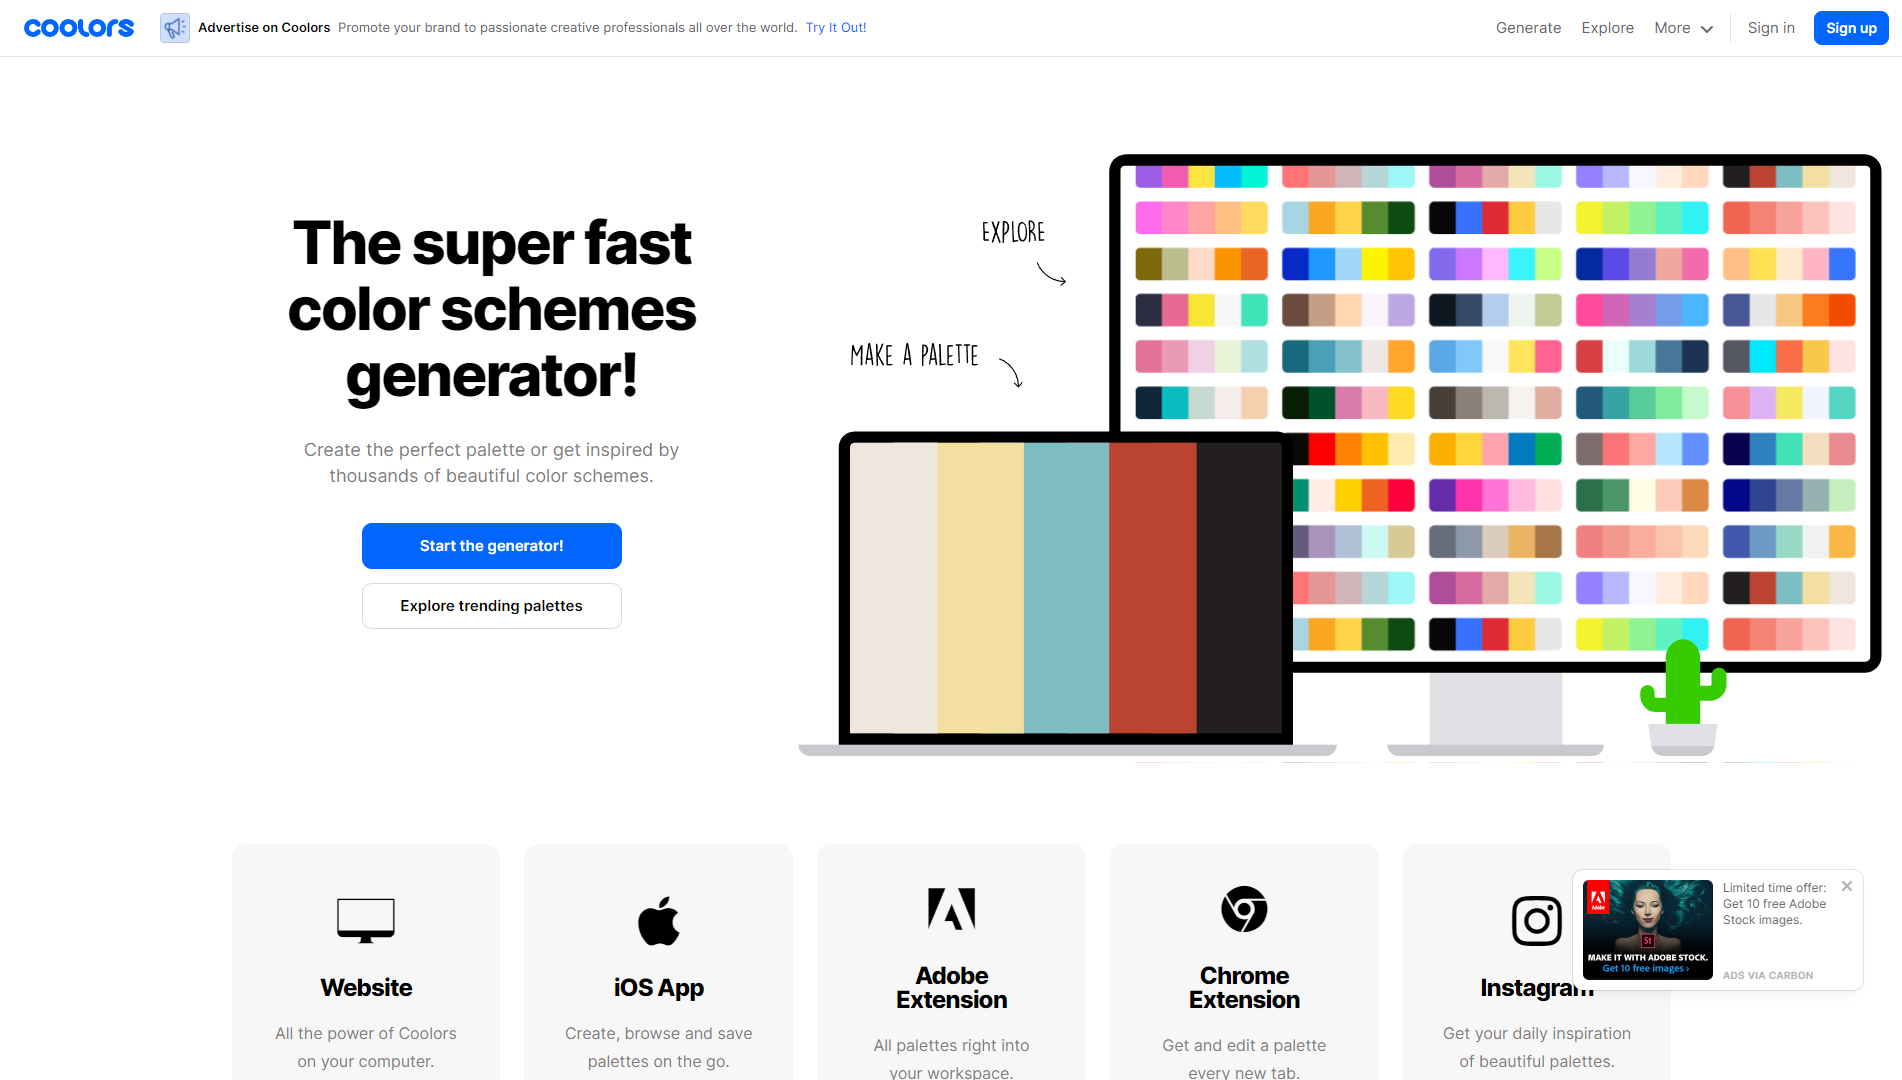 coolors
Advertise on Coolors Promote your brand to passionate creative professionals all over the world. Try It Out!
Generate Explore More Sign in Sign up
The super fast
color schemes
generator!
Create the perfect palette or get inspired by
thousands of beautiful color schemes.
Start the generator!
Explore trending palettes
EXPLORE
MAKE A PALETTE
Website
All the power of Coolors
on your computer.
iOS App
Create, browse and save
palettes on the go.
Adobe
Extension
All palettes right into
your workspace.
Chrome
Extension
Get and edit a palette
every new tab.
Instagram
Get your daily inspiration
of beautiful palettes.
Adobe
St
MAKE IT WITH ADOBE STOCK.
Get 10 free images ›
Limited time offer:
Get 10 free Adobe
Stock images.
ADS VIA CARBON